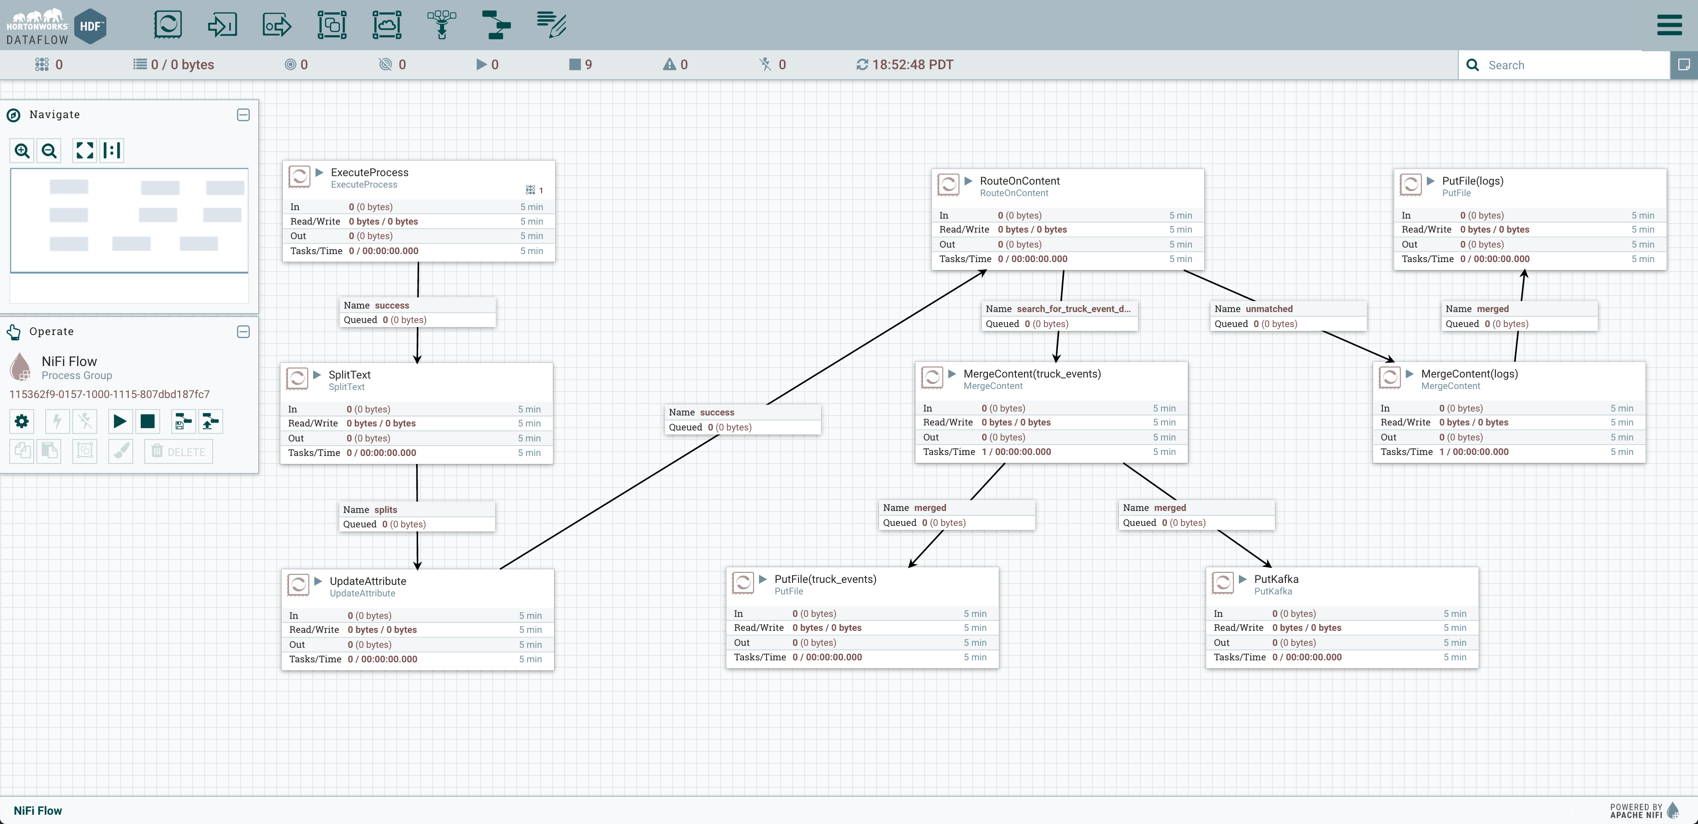 HORTONWORKS
DATAFLOW
HDF
0
0 / 0 bytes
0
0
0
9
0
0
18:52:48 PDT
Search
Navigate
Operate
NiFi Flow
Process Group
115362f9-0157-1000-1115-807dbd187fc7
DELETE
ExecuteProcess
ExecuteProcess
1
In 0 (0 bytes) 5 min
Read/Write 0 bytes / 0 bytes 5 min
Out 0 (0 bytes) 5 min
Tasks/Time 0 / 00:00:00.000 5 min
Name success
Queued 0 (0 bytes)
SplitText
SplitText
In 0 (0 bytes) 5 min
Read/Write 0 bytes / 0 bytes 5 min
Out 0 (0 bytes) 5 min
Tasks/Time 0 / 00:00:00.000 5 min
Name splits
Queued 0 (0 bytes)
UpdateAttribute
UpdateAttribute
In 0 (0 bytes) 5 min
Read/Write 0 bytes / 0 bytes 5 min
Out 0 (0 bytes) 5 min
Tasks/Time 0 / 00:00:00.000 5 min
Name success
Queued 0 (0 bytes)
RouteOnContent
RouteOnContent
In 0 (0 bytes) 5 min
Read/Write 0 bytes / 0 bytes 5 min
Out 0 (0 bytes) 5 min
Tasks/Time 0 / 00:00:00.000 5 min
Name search_for_truck_event_d...
Queued 0 (0 bytes)
Name unmatched
Queued 0 (0 bytes)
MergeContent(truck_events)
MergeContent
In 0 (0 bytes) 5 min
Read/Write 0 bytes / 0 bytes 5 min
Out 0 (0 bytes) 5 min
Tasks/Time 1 / 00:00:00.000 5 min
Name merged
Queued 0 (0 bytes)
Name merged
Queued 0 (0 bytes)
PutFile(truck_events)
PutFile
In 0 (0 bytes) 5 min
Read/Write 0 bytes / 0 bytes 5 min
Out 0 (0 bytes) 5 min
Tasks/Time 0 / 00:00:00.000 5 min
PutKafka
PutKafka
In 0 (0 bytes) 5 min
Read/Write 0 bytes / 0 bytes 5 min
Out 0 (0 bytes) 5 min
Tasks/Time 0 / 00:00:00.000 5 min
PutFile(logs)
PutFile
In 0 (0 bytes) 5 min
Read/Write 0 bytes / 0 bytes 5 min
Out 0 (0 bytes) 5 min
Tasks/Time 0 / 00:00:00.000 5 min
Name merged
Queued 0 (0 bytes)
MergeContent(logs)
MergeContent
In 0 (0 bytes) 5 min
Read/Write 0 bytes / 0 bytes 5 min
Out 0 (0 bytes) 5 min
Tasks/Time 1 / 00:00:00.000 5 min
NiFi Flow
POWERED BY
APACHE NIFI